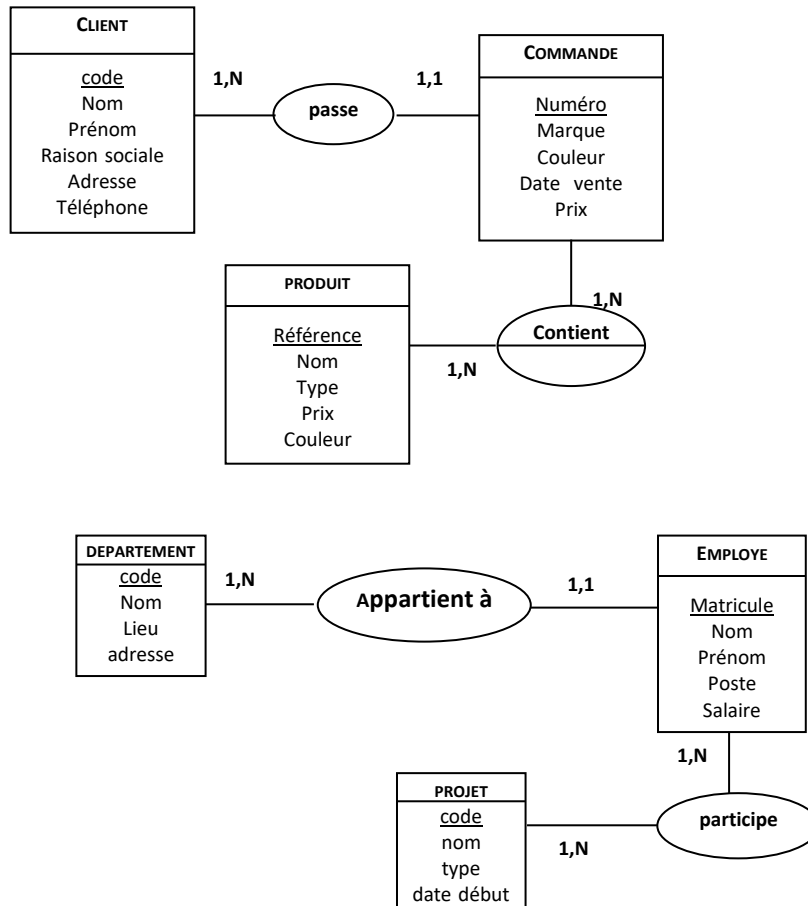 CLIENT
code
Nom
Prénom
Raison sociale
Adresse
Téléphone
1,N
passe
1,1
COMMANDE
Numéro
Marque
Couleur
Date vente
Prix
1,N
Contient
1,N
PRODUIT
Référence
Nom
Type
Prix
Couleur
DEPARTEMENT
code
Nom
Lieu
adresse
1,N
Appartient à
1,1
EMPLOYE
Matricule
Nom
Prénom
Poste
Salaire
1,N
participe
1,N
PROJET
code
nom
type
date début